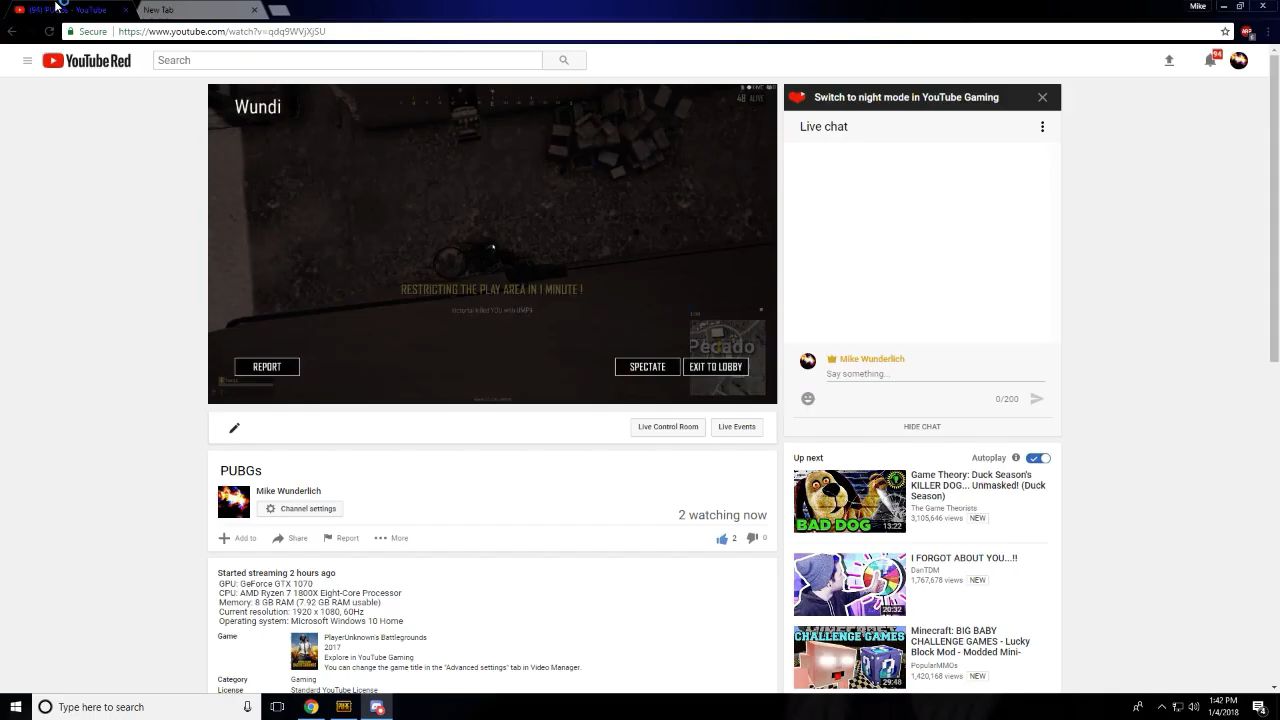 (94) PUBGs - YouTube
New Tab
Mike
Secure
https://www.youtube.com/watch?v=qdq9WVjXjSU
YouTube Red
Search
94
Wundi
48 ALIVE
RESTRICTING THE PLAY AREA IN 1 MINUTE !
killed YOU with UMP9
Pecado
REPORT
SPECTATE
EXIT TO LOBBY
Switch to night mode in YouTube Gaming
Live chat
Mike Wunderlich
Say something...
0/200
HIDE CHAT
Live Control Room
Live Events
PUBGs
Mike Wunderlich
Channel settings
2 watching now
Add to
Share
Report
More
2
0
Started streaming 2 hours ago
GPU: GeForce GTX 1070
CPU: AMD Ryzen 7 1800X Eight-Core Processor
Memory: 8 GB RAM (7.92 GB RAM usable)
Current resolution: 1920 x 1080, 60Hz
Operating system: Microsoft Windows 10 Home
Game
PlayerUnknown's Battlegrounds
2017
Explore in YouTube Gaming
You can change the game title in the "Advanced settings" tab in Video Manager.
Category
Gaming
License
Standard YouTube License
Up next
Autoplay
BAD DOG
13:22
Game Theory: Duck Season's
KILLER DOG... Unmasked! (Duck
Season)
The Game Theorists
3,105,646 views
NEW
20:32
I FORGOT ABOUT YOU...!!
DanTDM
1,767,678 views
NEW
MINECRAFT
CHALLENGE GAMES
29:48
Minecraft: BIG BABY
CHALLENGE GAMES - Lucky
Block Mod - Modded Mini-
PopularMMOs
1,420,168 views
NEW
Type here to search
1:42 PM
1/4/2018
4